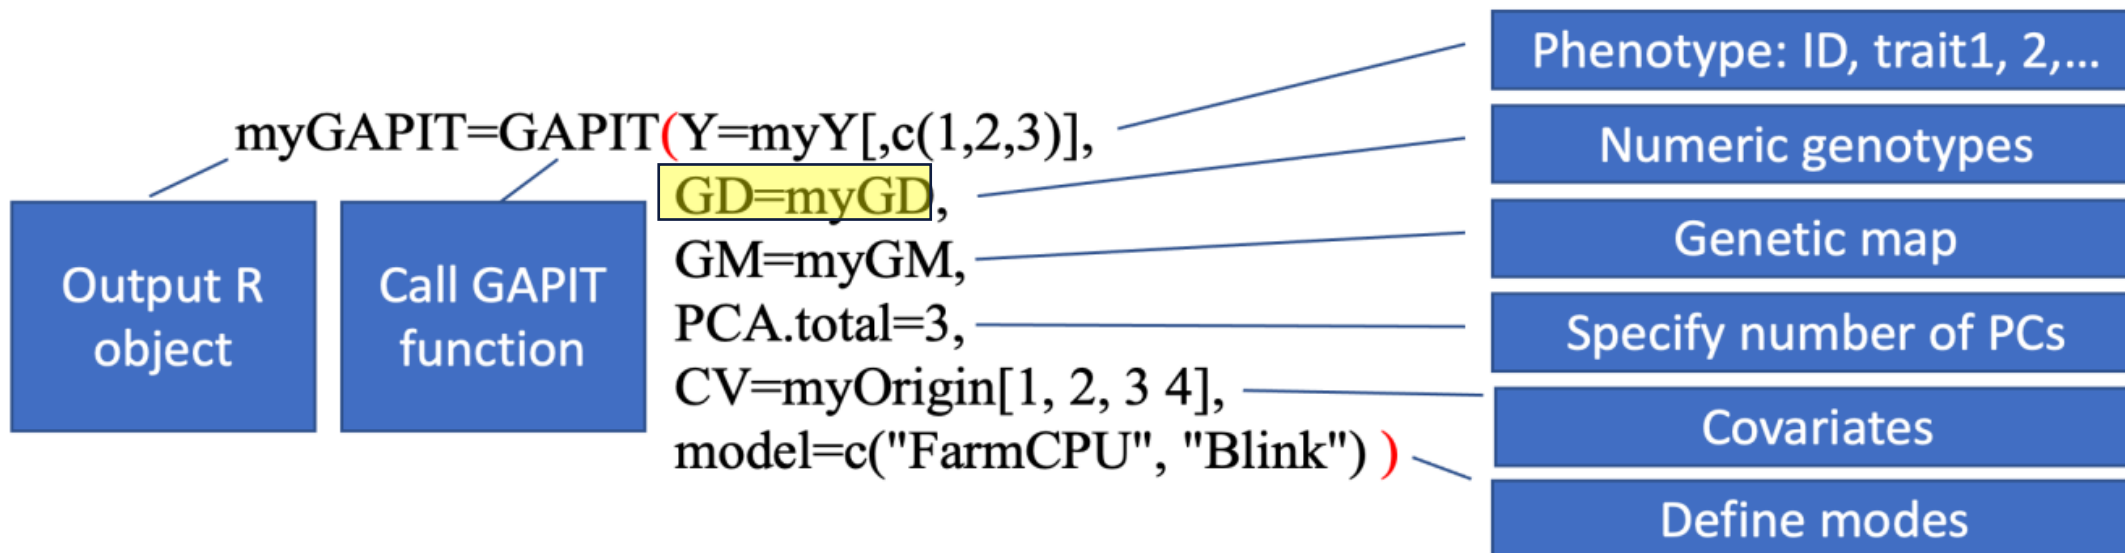 myGAPIT=GAPIT(Y=myY[,c(1,2,3)],
GD=myGD,
GM=myGM,
PCA.total=3,
CV=myOrigin[1, 2, 3 4],
model=c("FarmCPU", "Blink") )
Output R
object
Call GAPIT
function
Phenotype: ID, trait1, 2,...
Numeric genotypes
Genetic map
Specify number of PCs
Covariates
Define modes